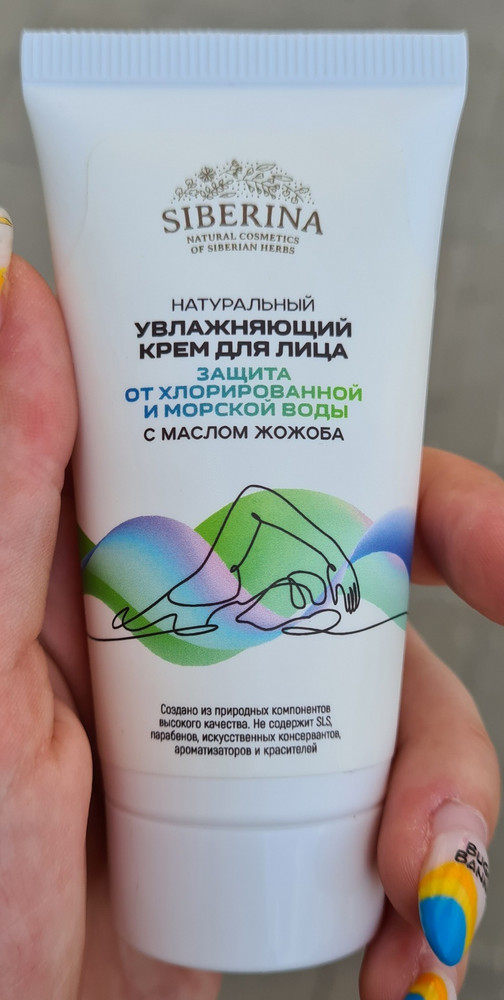 SIBERINA
NATURAL COSMETICS
OF SIBERIAN HERBS
НАТУРАЛЬНЫЙ
УВЛАЖНЯЮЩИЙ
КРЕМ ДЛЯ ЛИЦА
ЗАЩИТА
ОТ ХЛОРИРОВАННОЙ
И МОРСКОЙ ВОДЫ
С МАСЛОМ ЖОЖОБА
Создано из природных компонентов
высокого качества. Не содержит SLS,
парабенов, искусственных консервантов,
ароматизаторов и красителей